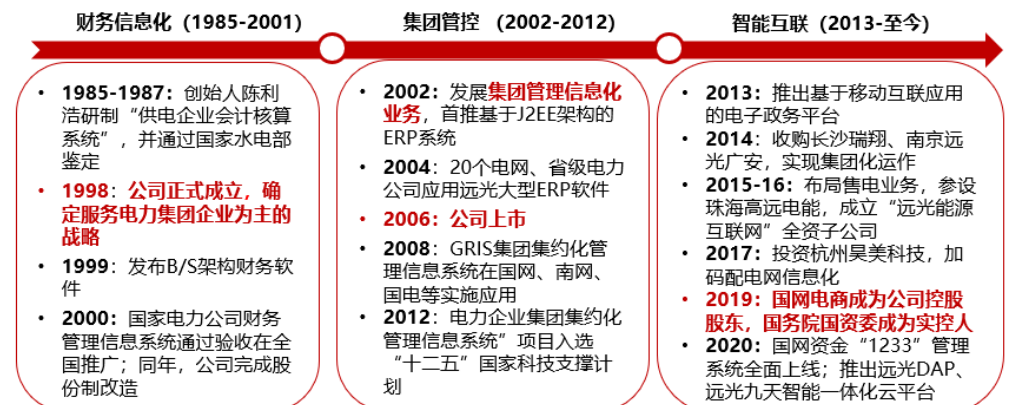 财务信息化（1985-2001）
集团管控 （2002-2012）
智能互联（2013-至今）
• 1985-1987：创始人陈利
浩研制“供电企业会计核算
系统”，并通过国家水电部
鉴定
• 1998：公司正式成立，确
定服务电力集团企业为主的
战略
• 1999：发布B/S架构财务软
件
• 2000：国家电力公司财务
管理信息系统通过验收在全
国推广；同年，公司完成股
份制改造
• 2002：发展集团管理信息化
业务，首推基于J2EE架构的
ERP系统
• 2004：20个电网、省级电力
公司应用远光大型ERP软件
• 2006：公司上市
• 2008：GRIS集团集约化管
理信息系统在国网、南网、
国电等实施应用
• 2012：电力企业集团集约化
管理信息系统”项目入选
“十二五”国家科技支撑计
划
• 2013：推出基于移动互联应用
的电子政务平台
• 2014：收购长沙瑞翔、南京远
光广安，实现集团化运作
• 2015-16：布局售电业务，参设
珠海高远电能，成立“远光能源
互联网”全资子公司
• 2017：投资杭州昊美科技，加
码配电网信息化
• 2019：国网电商成为公司控股
股东，国务院国资委成为实控人
• 2020：国网资金“1233”管理
系统全面上线；推出远光DAP、
远光九天智能一体化云平台